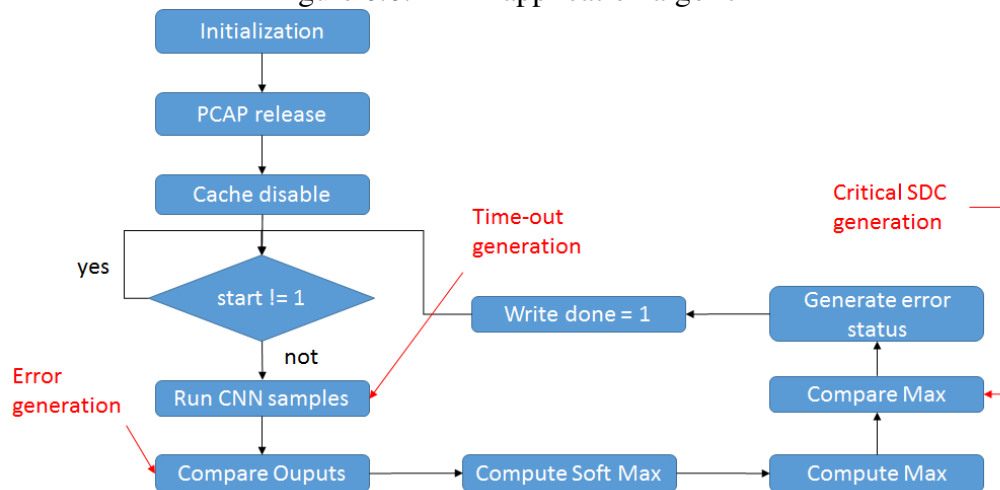 Initialization
PCAP release
Cache disable
Critical SDC
generation
Time-out
generation
yes
start != 1
Generate error
status
Write done = 1
not
Error
generation
Run CNN samples
Compare Max
Compare Ouputs
Compute Soft Max
Compute Max